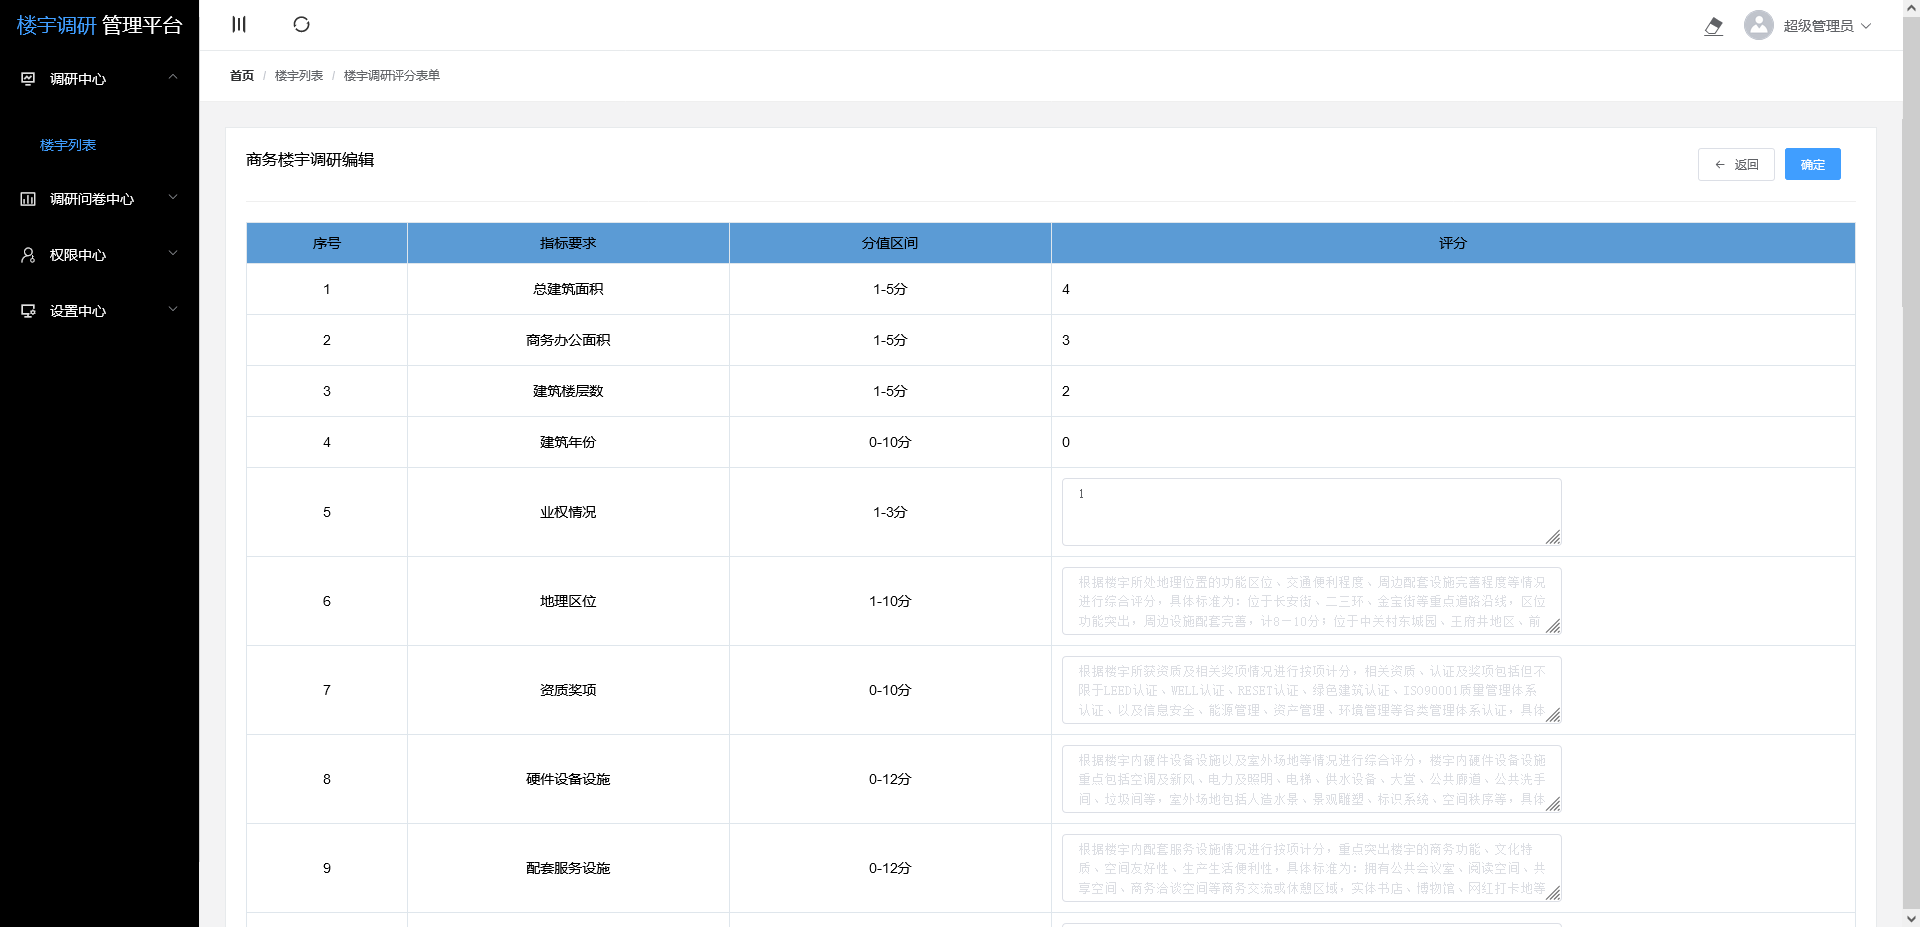 楼宇调研 管理平台
超级管理员
首页 / 楼宇列表 / 楼宇调研评分表单
调研中心
楼宇列表
调研问卷中心
权限中心
设置中心
商务楼宇调研编辑
返回
确定
序号 指标要求 分值区间 评分
1 总建筑面积 1-5分 4
2 商务办公面积 1-5分 3
3 建筑楼层数 1-5分 2
4 建筑年份 0-10分 0
5 业权情况 1-3分 1
6 地理区位 1-10分
根据楼宇所处地理位置的功能区位、交通便利程度、周边配套设施完善程度等情况
进行综合评分，具体标准为：位于长安街、二三环、金宝街等重点道路沿线，区位
功能突出，周边设施配套完善，计8—10分；位于中关村东城园、王府井地区、前
7 资质奖项 0-10分
根据楼宇所获资质及相关奖项情况进行按项计分，相关资质、认证及奖项包括但不
限于LEED认证、WELL认证、RESET认证、绿色建筑认证、ISO90001质量管理体系
认证、以及信息安全、能源管理、资产管理、环境管理等各类管理体系认证，具体
8 硬件设备设施 0-12分
根据楼宇内硬件设备设施以及室外场地等情况进行综合评分，楼宇内硬件设备设施
重点包括空调及新风、电力及照明、电梯、供水设备、大堂、公共廊道、公共洗手
间、垃圾间等，室外场地包括人造水景、景观雕塑、标识系统、空间秩序等，具体
9 配套服务设施 0-12分
根据楼宇内配套服务设施情况进行按项计分，重点突出楼宇的商务功能、文化特
质、空间友好性、生产生活便利性，具体标准为：拥有公共会议室、阅读空间、共
享空间、商务洽谈空间等商务交流或休憩区域，实体书店、博物馆、网红打卡地等